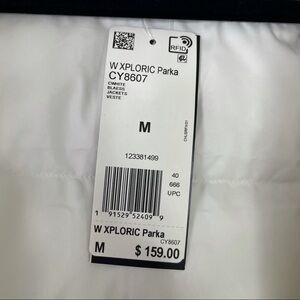 RFID
W XPLORIC Parka
CY8607
CWHITE
BLAESS
JACKETS
VESTE
M
123381499
40
666
UPC
1 91529 52409 9
W XPLORIC Parka
CY8607
M $ 159.00